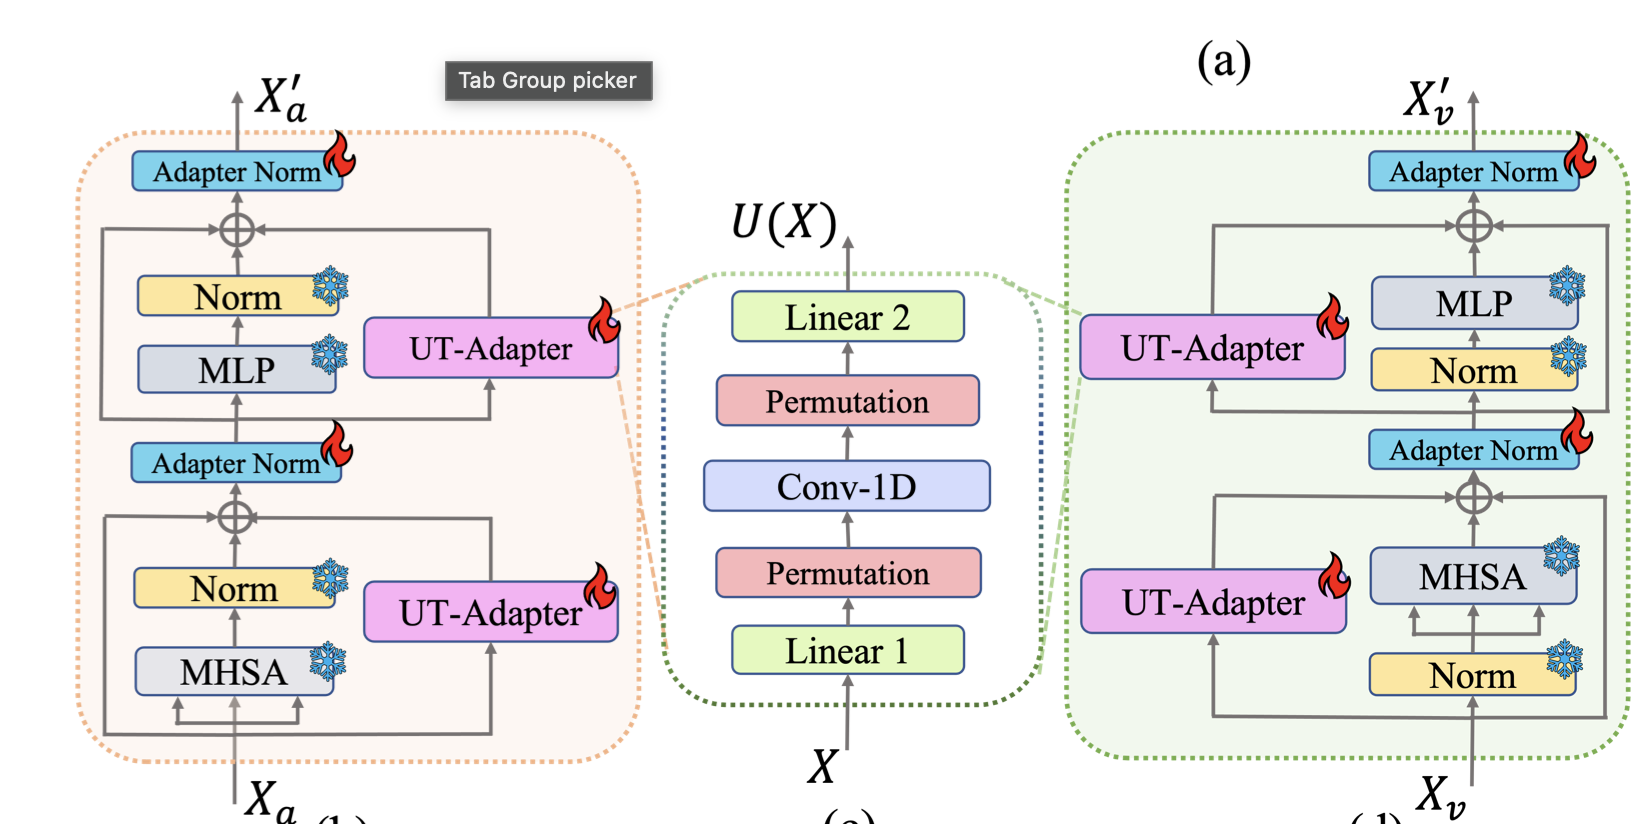 (a)
Tab Group picker
X′ₐ
Adapter Norm
Norm
MLP
UT-Adapter
Adapter Norm
Norm
UT-Adapter
MHSA
Xₐ
U(X)
Linear 2
Permutation
Conv-1D
Permutation
Linear 1
X
X′ᵥ
Adapter Norm
MLP
UT-Adapter
Norm
Adapter Norm
MHSA
UT-Adapter
Norm
Xᵥ